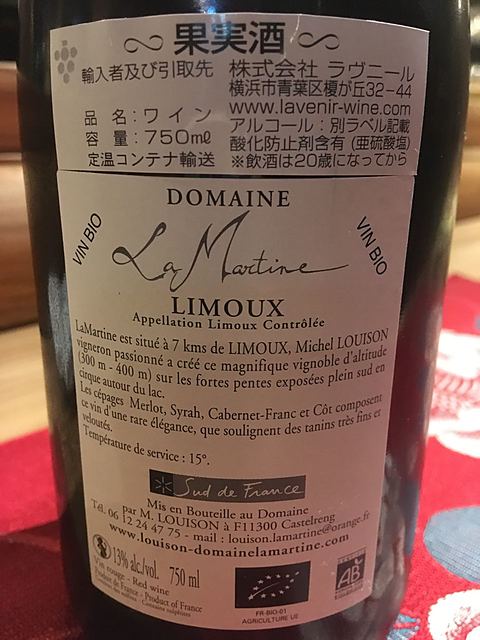 果実酒
輸入者及び引取先 株式会社 ラヴニール
横浜市青葉区榎が丘32-44
www.lavenir-wine.com
品 名:ワイン アルコール:別ラベル記載
容 量:750mℓ 酸化防止剤含有 (亜硫酸塩)
定温コンテナ輸送 ※飲酒は20歳になってから
DOMAINE
VIN BIO
La Martine
VIN BIO
LIMOUX
Appellation Limoux Contrôlée
LaMartine est situé à 7 kms de LIMOUX, Michel LOUISON
vigneron passionné a créé ce magnifique vignoble d'altitude
(300 m - 400 m) sur les fortes pentes exposées plein sud en
cirque autour du lac.
Les cépages Merlot, Syrah, Cabernet-Franc et Côt composent
ce vin d'une rare élégance, que soulignent des tanins très fins et
veloutés.
Température de service : 15°.
Sud de France
Mis en Bouteille au Domaine
par M. LOUISON à F11300 Castelreng
Tél. 06 12 24 47 75 - mail : louison.lamartine@orange.fr
www.louison-domainelamartine.com
13% alc./vol. 750 ml
Vin rouge - Red wine
Produit de France - Product of France
Contient des sulfites - Contains sulphites
FR-BIO-01
AGRICULTURE UE
AB